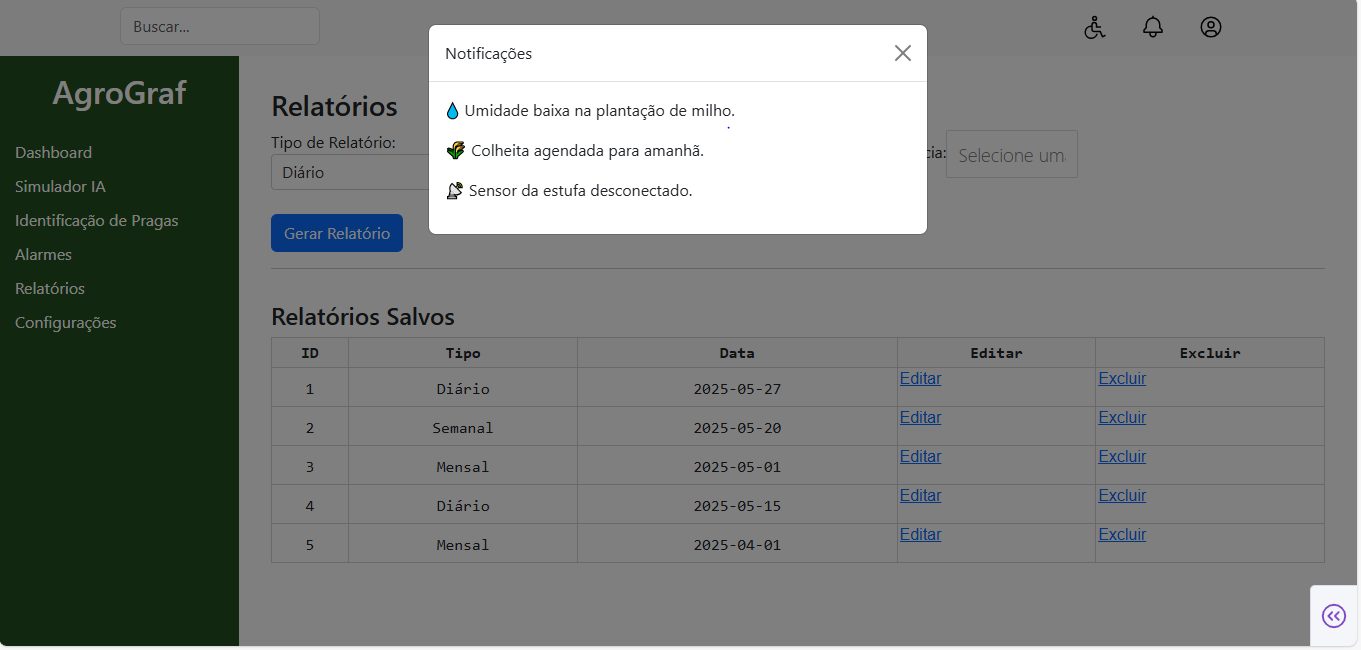 Buscar...
AgroGraf
Dashboard
Simulador IA
Identificação de Pragas
Alarmes
Relatórios
Configurações
Notificações
Umidade baixa na plantação de milho.
Colheita agendada para amanhã.
Sensor da estufa desconectado.
Relatórios
Tipo de Relatório:
cia:
Diário
Selecione um
Gerar Relatório
Relatórios Salvos
ID Tipo Data Editar Excluir
1 Diário 2025-05-27 Editar Excluir
2 Semanal 2025-05-20 Editar Excluir
3 Mensal 2025-05-01 Editar Excluir
4 Diário 2025-05-15 Editar Excluir
5 Mensal 2025-04-01 Editar Excluir